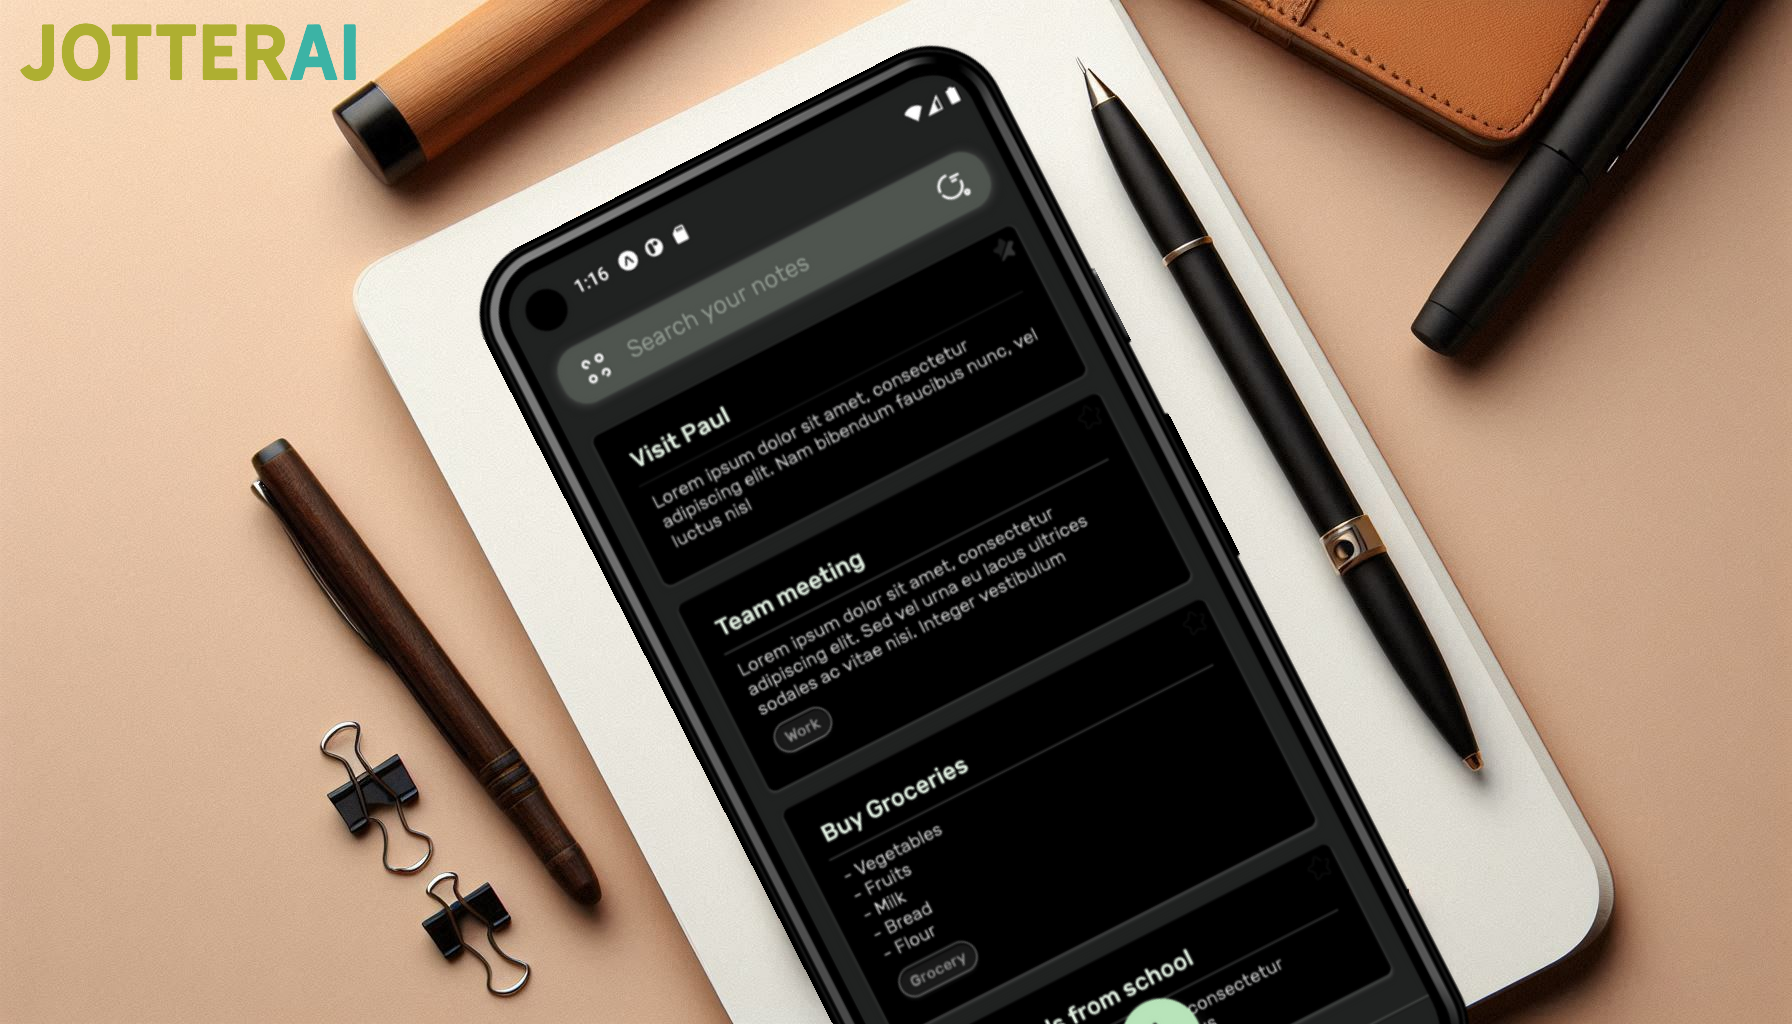 JOTTERAI
1:16
Search your notes
Visit Paul
Lorem ipsum dolor sit amet, consectetur
adipiscing elit. Nam bibendum faucibus nunc, vel
luctus nisl
Team meeting
Lorem ipsum dolor sit amet, consectetur
adipiscing elit. Sed vel urna eu lacus ultrices
sodales ac vitae nisi. Integer vestibulum
Work
Buy Groceries
- Vegetables
- Fruits
- Milk
- Bread
- Flour
Grocery
from school
consectetur